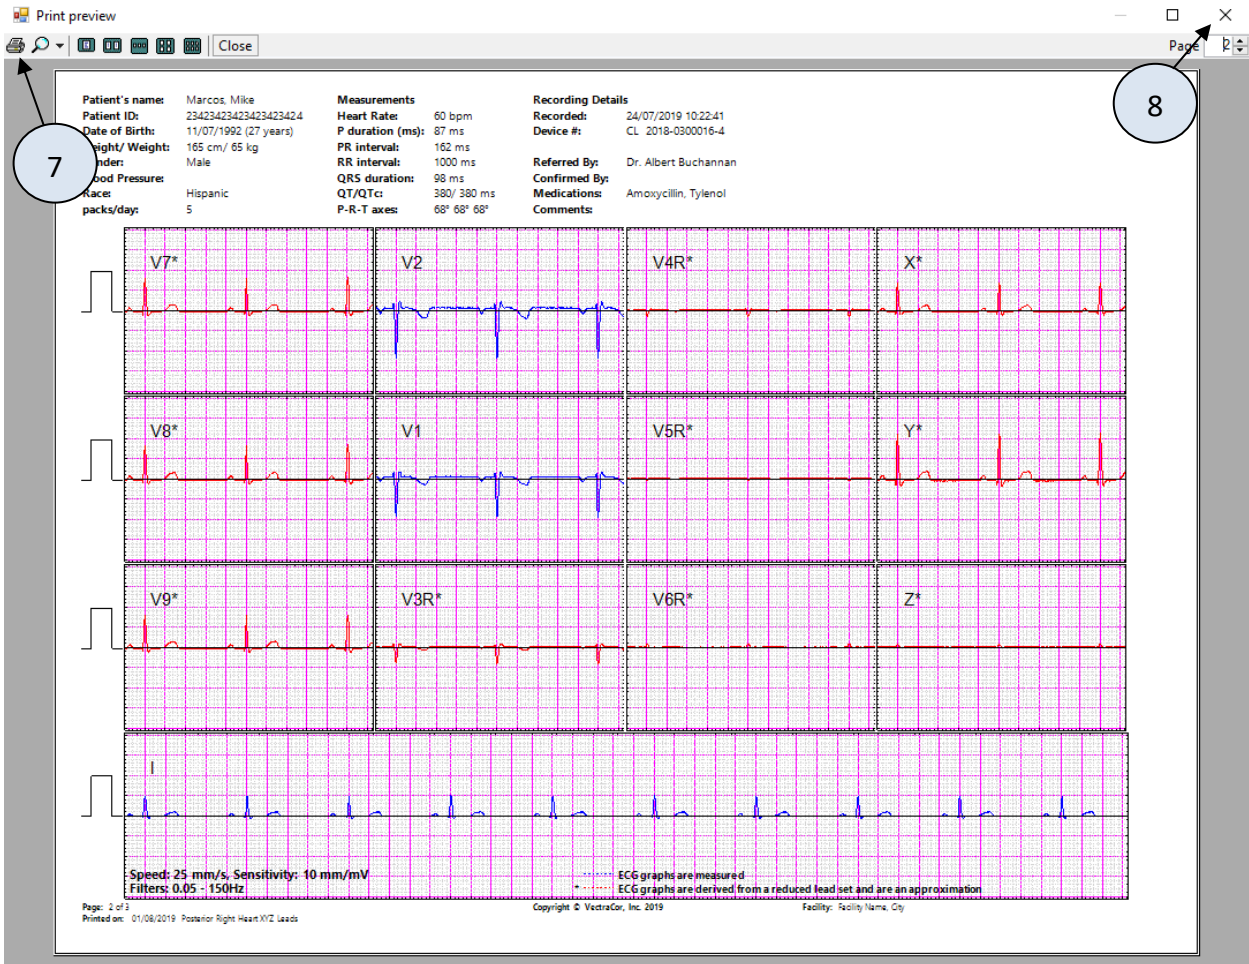 Print preview
Close
Page 2
7
8
Patient's name: Marcos, Mike Measurements Recording Details
Patient ID: 23423423423423423424 Heart Rate: 60 bpm Recorded: 24/07/2019 10:22:41
Date of Birth: 11/07/1992 (27 years) P duration (ms): 87 ms Device #: CL 2018-0300016-4
eight/ Weight: 165 cm/ 65 kg PR interval: 162 ms
nder: Male RR interval: 1000 ms Referred By: Dr. Albert Buchannan
ood Pressure: QRS duration: 98 ms Confirmed By:
Race: Hispanic QT/QTc: 380/ 380 ms Medications: Amoxycillin, Tylenol
packs/day: 5 P-R-T axes: 68° 68° 68° Comments:
V7* V2 V4R* X*
V8* V1 V5R* Y*
V9* V3R* V6R* Z*
I
Speed: 25 mm/s, Sensitivity: 10 mm/mV
Filters: 0.05 - 150Hz
ECG graphs are measured
* ECG graphs are derived from a reduced lead set and are an approximation
Page: 2 of 3 Copyright © VectraCor, Inc. 2019 Facility: Facility Name, City
Printed on: 01/08/2019 Posterior Right Heart XYZ Leads